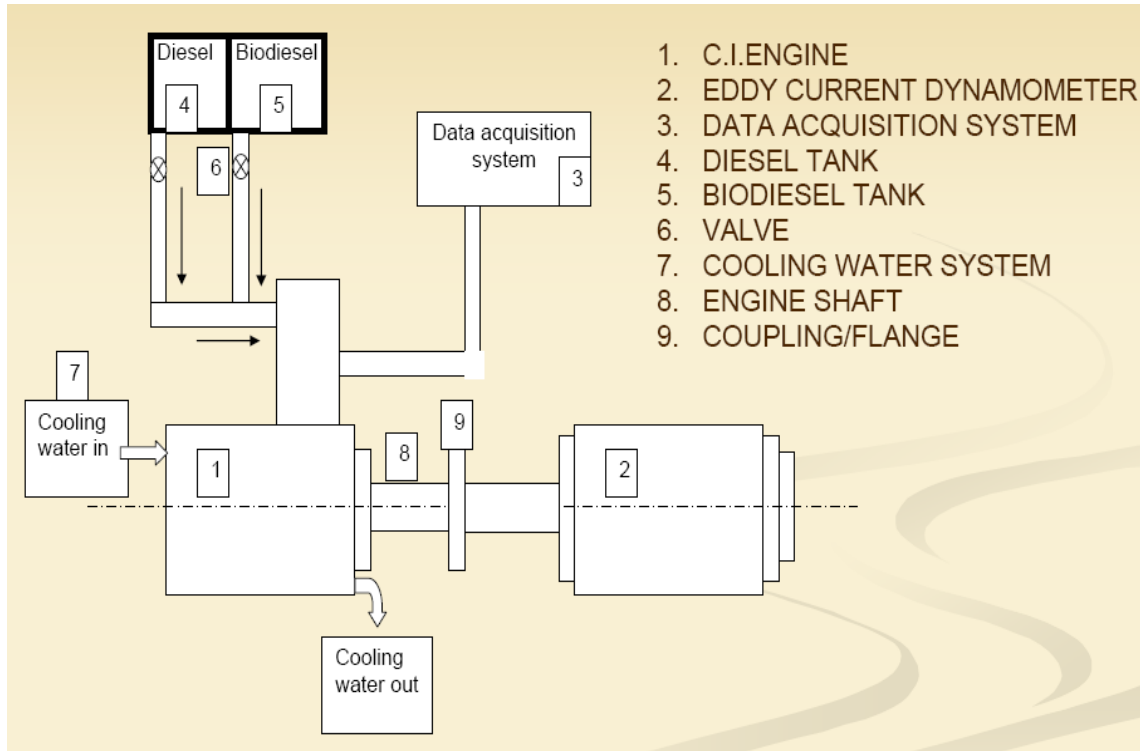 Diesel
Biodiesel
4
5
6
Data acquisition
system
3
7
Cooling
water in
1
8
9
2
Cooling
water out
1. C.I.ENGINE
2. EDDY CURRENT DYNAMOMETER
3. DATA ACQUISITION SYSTEM
4. DIESEL TANK
5. BIODIESEL TANK
6. VALVE
7. COOLING WATER SYSTEM
8. ENGINE SHAFT
9. COUPLING/FLANGE